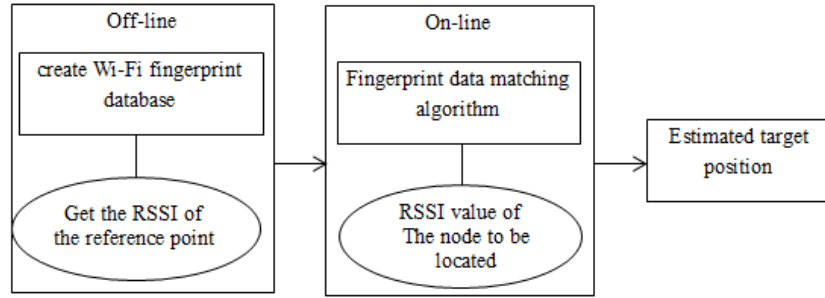 Off-line
create Wi-Fi fingerprint
database
Get the RSSI of
the reference point
On-line
Fingerprint data matching
algorithm
RSSI value of
The node to be
located
Estimated target
position